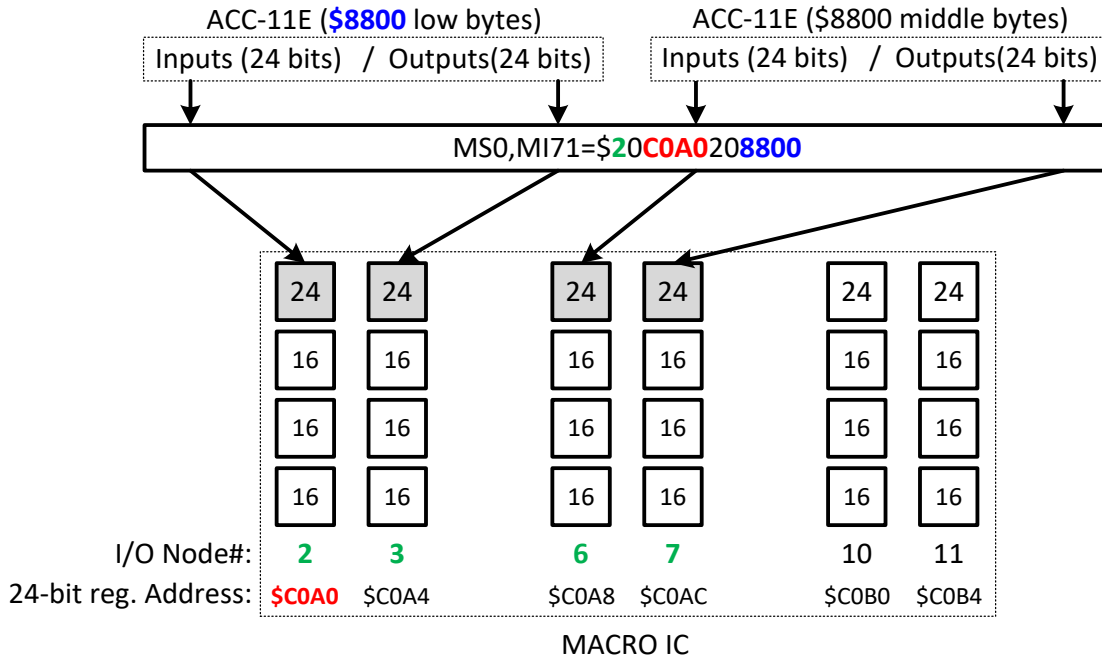 ACC-11E ($8800 low bytes) ACC-11E ($8800 middle bytes)
Inputs (24 bits) / Outputs(24 bits) Inputs (24 bits) / Outputs(24 bits)
MS0,MI71=$20C0A0208800
24 24 24 24 24 24
16 16 16 16 16 16
16 16 16 16 16 16
16 16 16 16 16 16
I/O Node#: 2 3 6 7 10 11
24-bit reg. Address: $C0A0 $C0A4 $C0A8 $C0AC $C0B0 $C0B4
MACRO IC